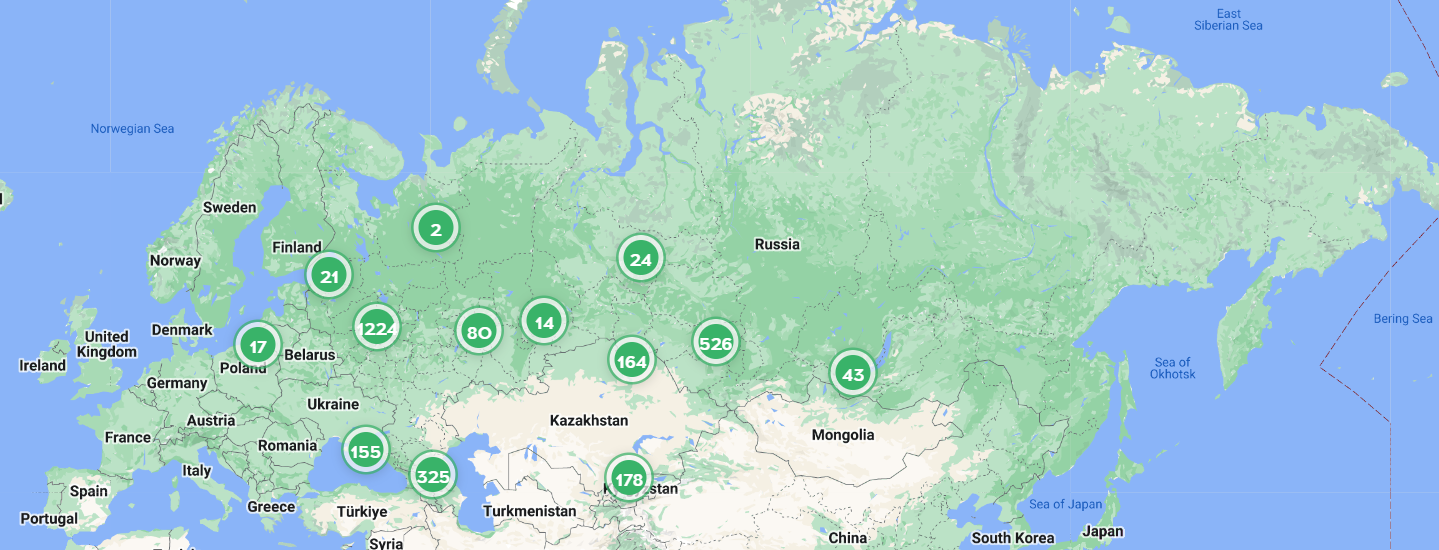 East
Siberian Sea
Norwegian Sea
Sweden
2
Russia
Finland
24
Norway
21
Bering Sea
1224
14
Denmark
80
United
Kingdom
17
526
Belarus
Ireland
164
Poland
Sea of
Okhotsk
43
Germany
Ukraine
Austria
Kazakhstan
France
Mongolia
Romania
155
Italy
325
178
Spain
Sea of Japan
Greece
Türkiye
Turkmenistan
Portugal
Japan
China
South Korea
Syria